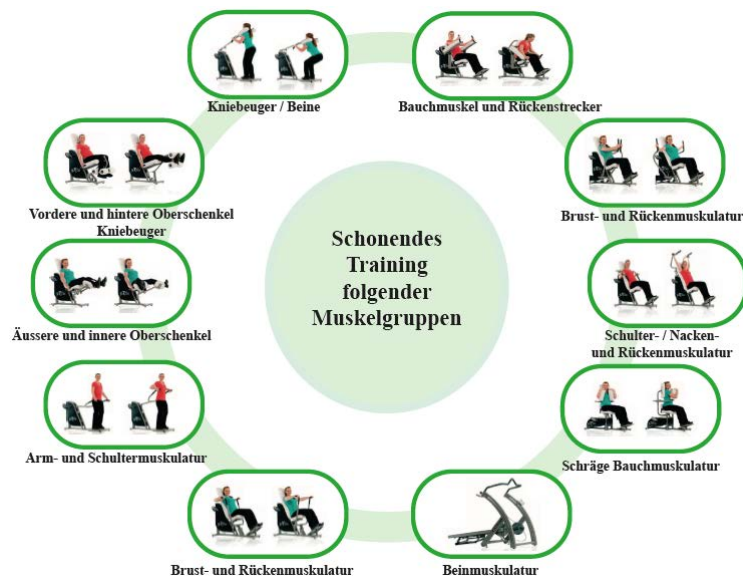 Kniebeuger / Beine
Bauchmuskel und Rückenstrecker
Vordere und hintere Oberschenkel
Kniebeuger
Brust- und Rückenmuskulatur
Schonendes
Training
folgender
Muskelgruppen
Äussere und innere Oberschenkel
Schulter- / Nacken-
und Rückenmuskulatur
Arm- und Schultermuskulatur
Schräge Bauchmuskulatur
Brust- und Rückenmuskulatur
Beinmuskulatur